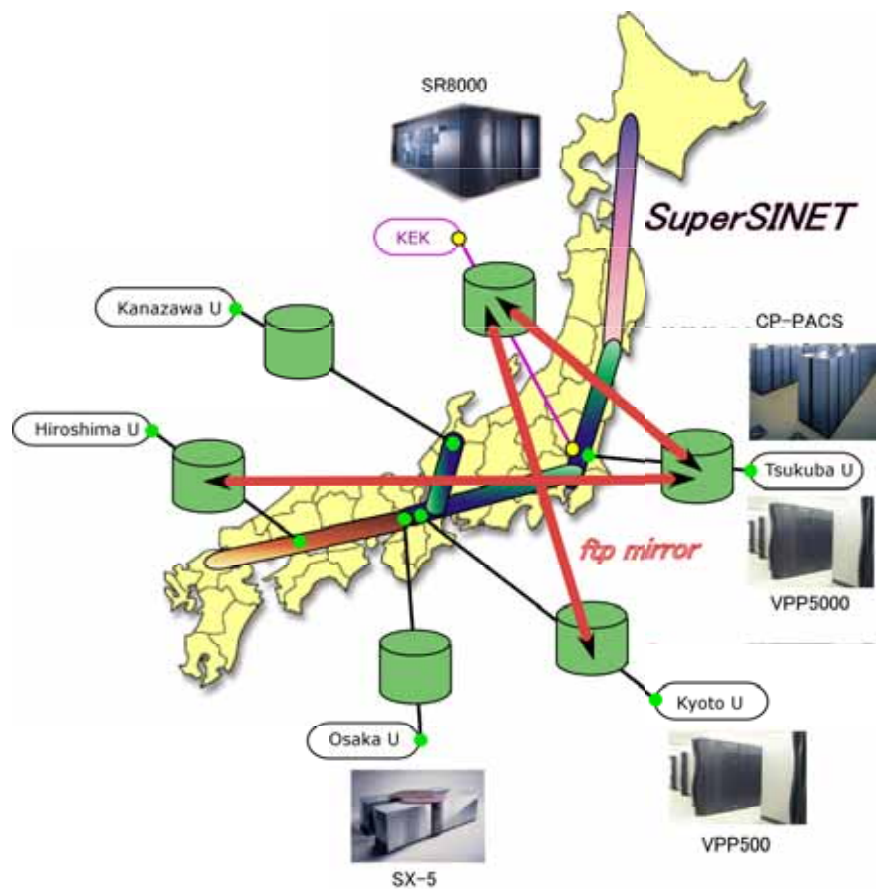 SR8000
SuperSINET
KEK
Kanazawa U
CP-PACS
Hiroshima U
Tsukuba U
ftp mirror
VPP5000
Kyoto U
Osaka U
VPP500
SX-5